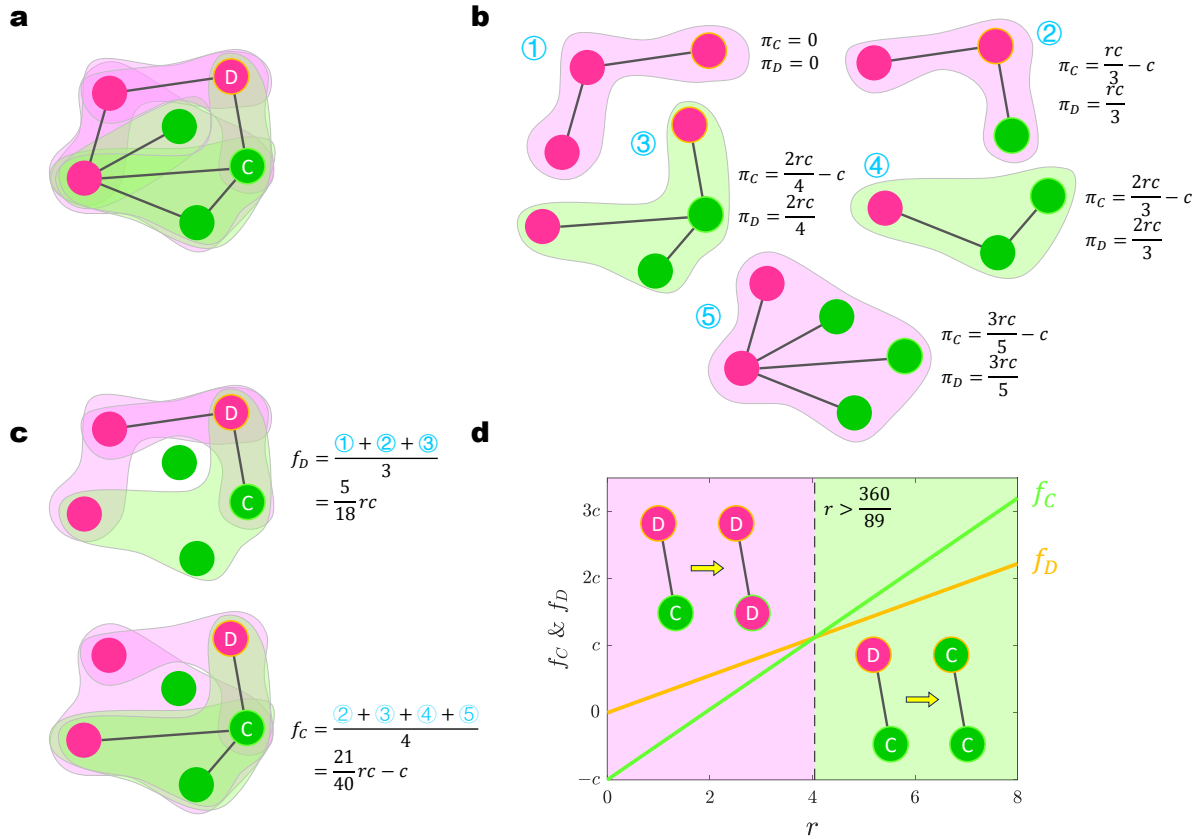 a
D
C
b
①
π_C = 0
π_D = 0
②
π_C = rc/3 − c
π_D = rc/3
③
π_C = 2rc/4 − c
π_D = 2rc/4
④
π_C = 2rc/3 − c
π_D = 2rc/3
⑤
π_C = 3rc/5 − c
π_D = 3rc/5
c
D
C
f_D = (① + ② + ③)/3
= 5/18 rc
D
C
f_C = (② + ③ + ④ + ⑤)/4
= 21/40 rc − c
d
f_C & f_D
3c
2c
c
0
−c
D
D
C
D
r > 360/89
f_C
f_D
D
C
C
C
0
2
4
6
8
r